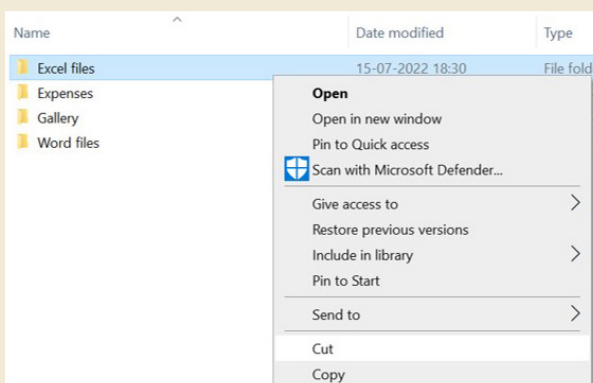 Name Date modified Type
Excel files 15-07-2022 18:30 File fold
Expenses
Gallery
Word files
Open
Open in new window
Pin to Quick access
Scan with Microsoft Defender...
Give access to
Restore previous versions
Include in library
Pin to Start
Send to
Cut
Copy